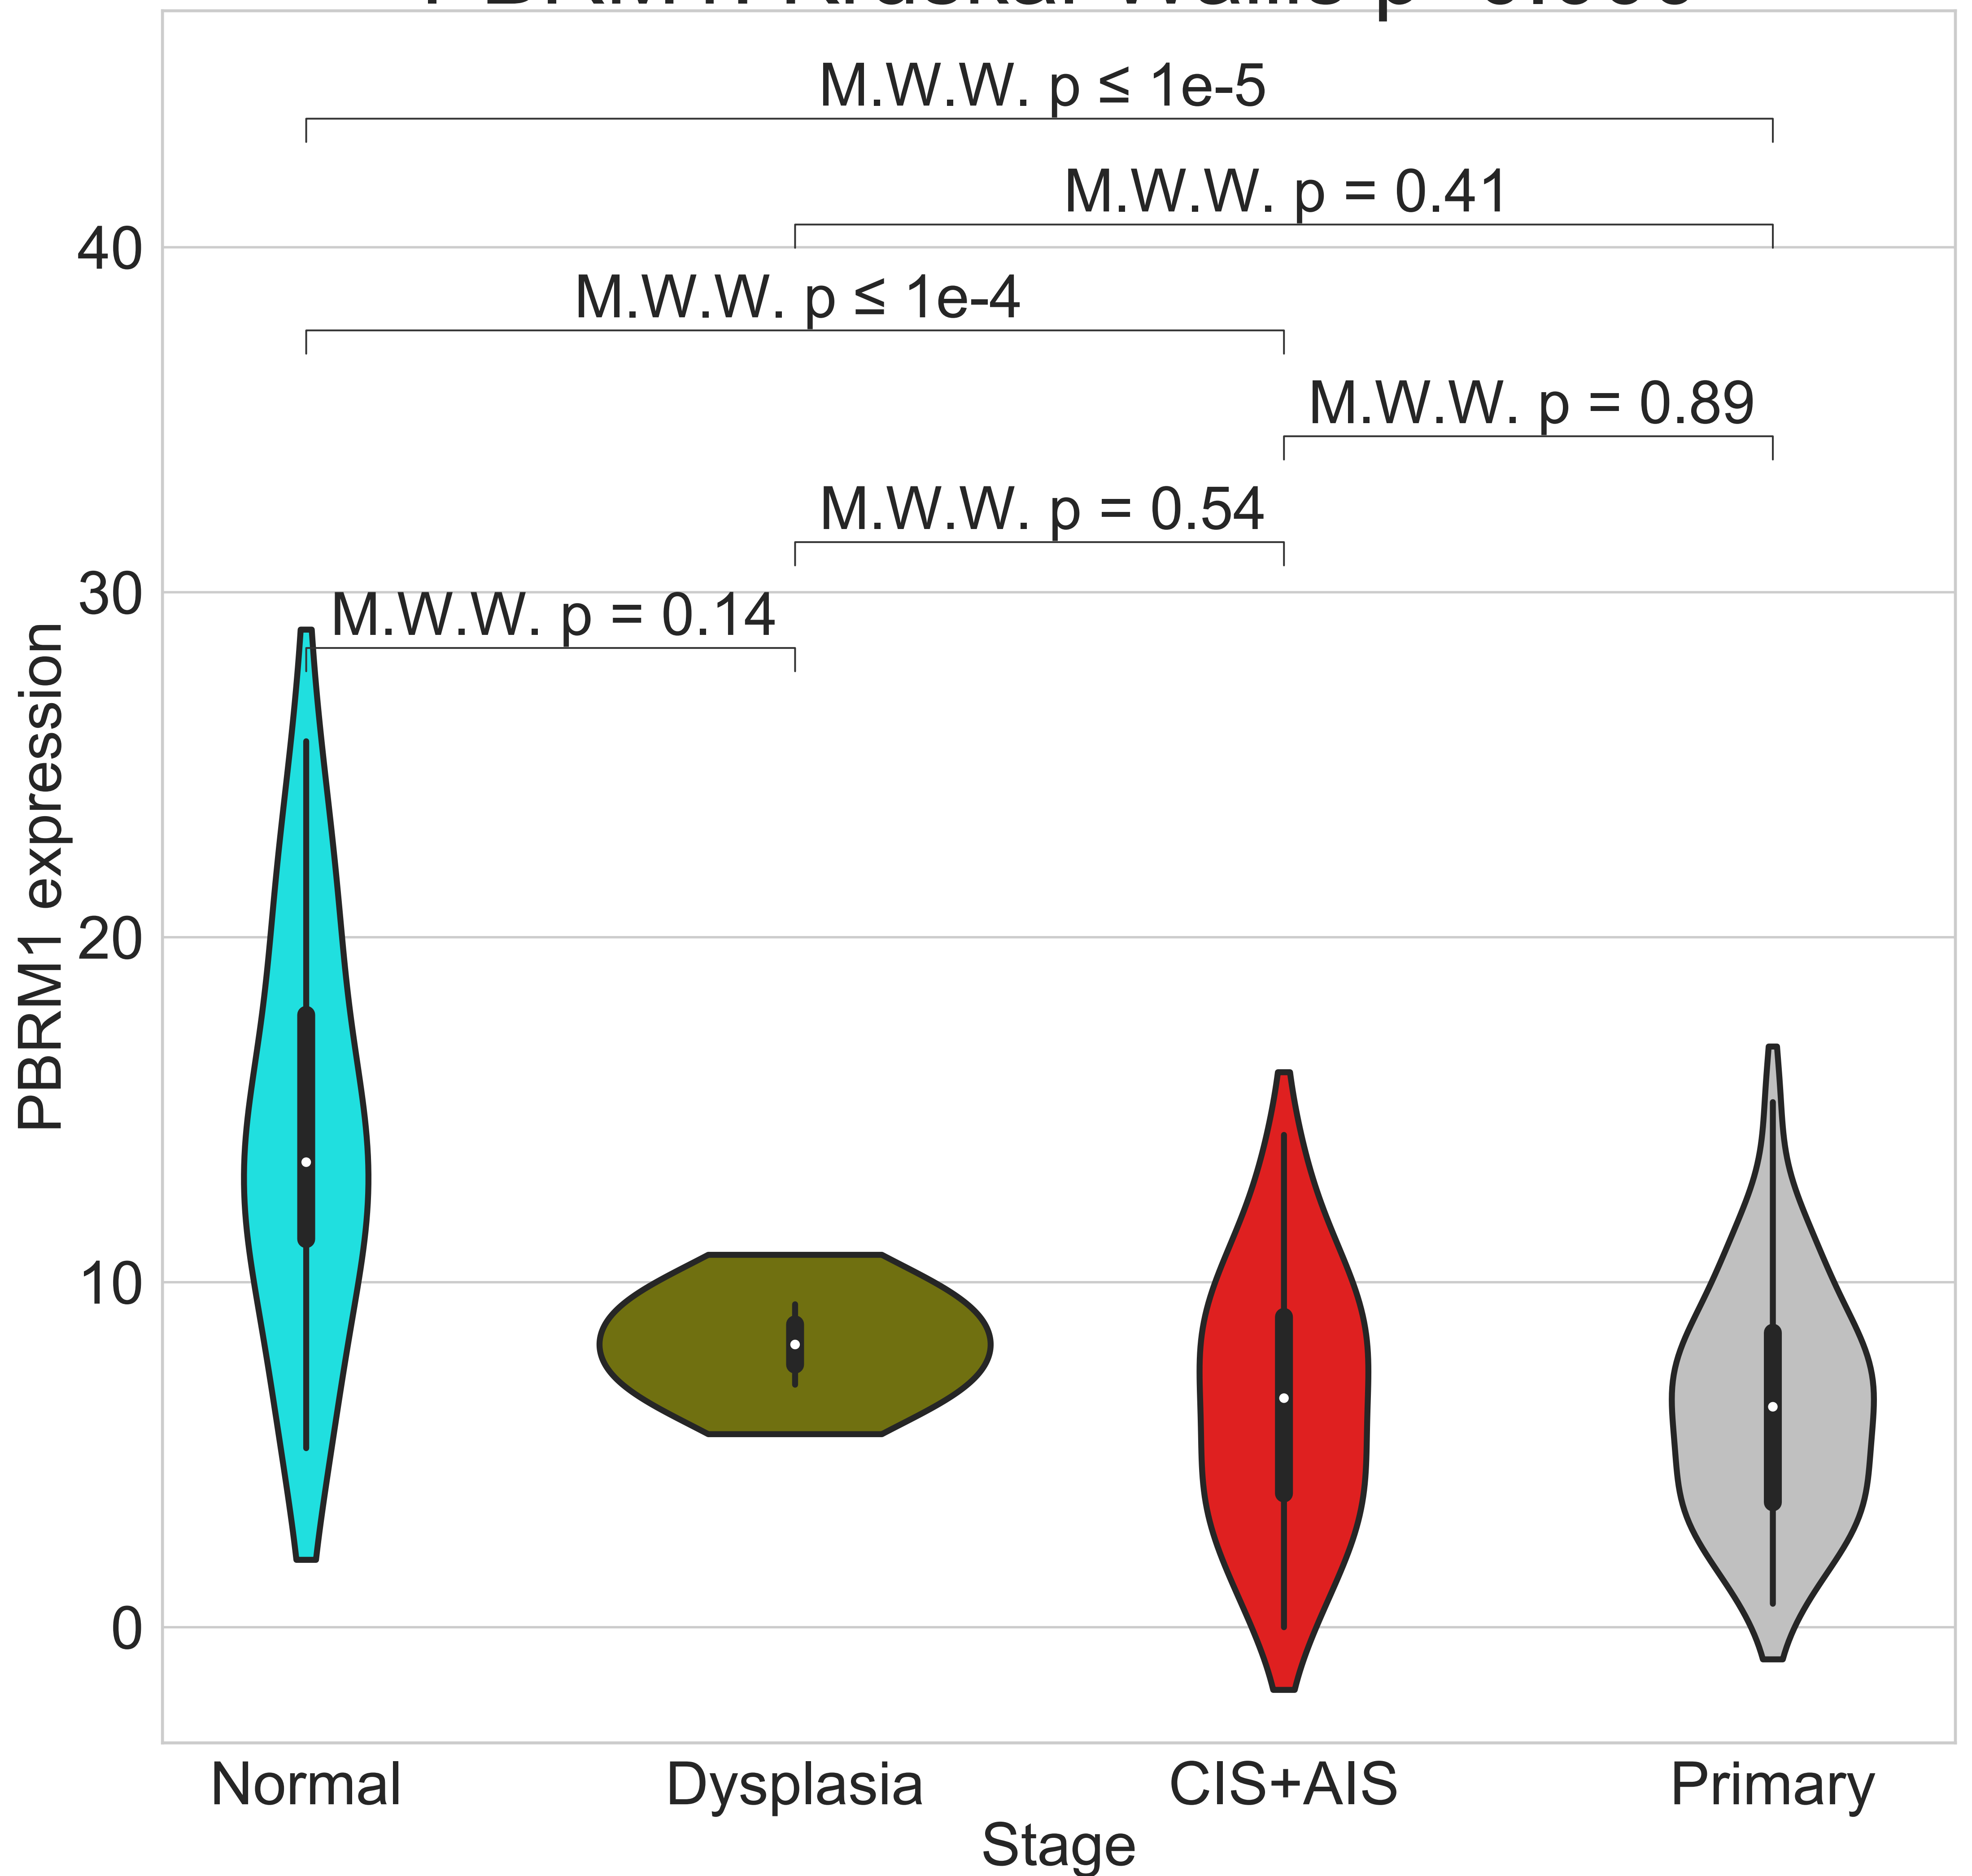 M.W.W. p ≤ 1e-5
M.W.W. p = 0.41
40
M.W.W. p ≤ 1e-4
M.W.W. p = 0.89
M.W.W. p = 0.54
30
M.W.W. p = 0.14
PBRM1 expression
20
10
0
Normal Dysplasia CIS+AIS Primary
Stage